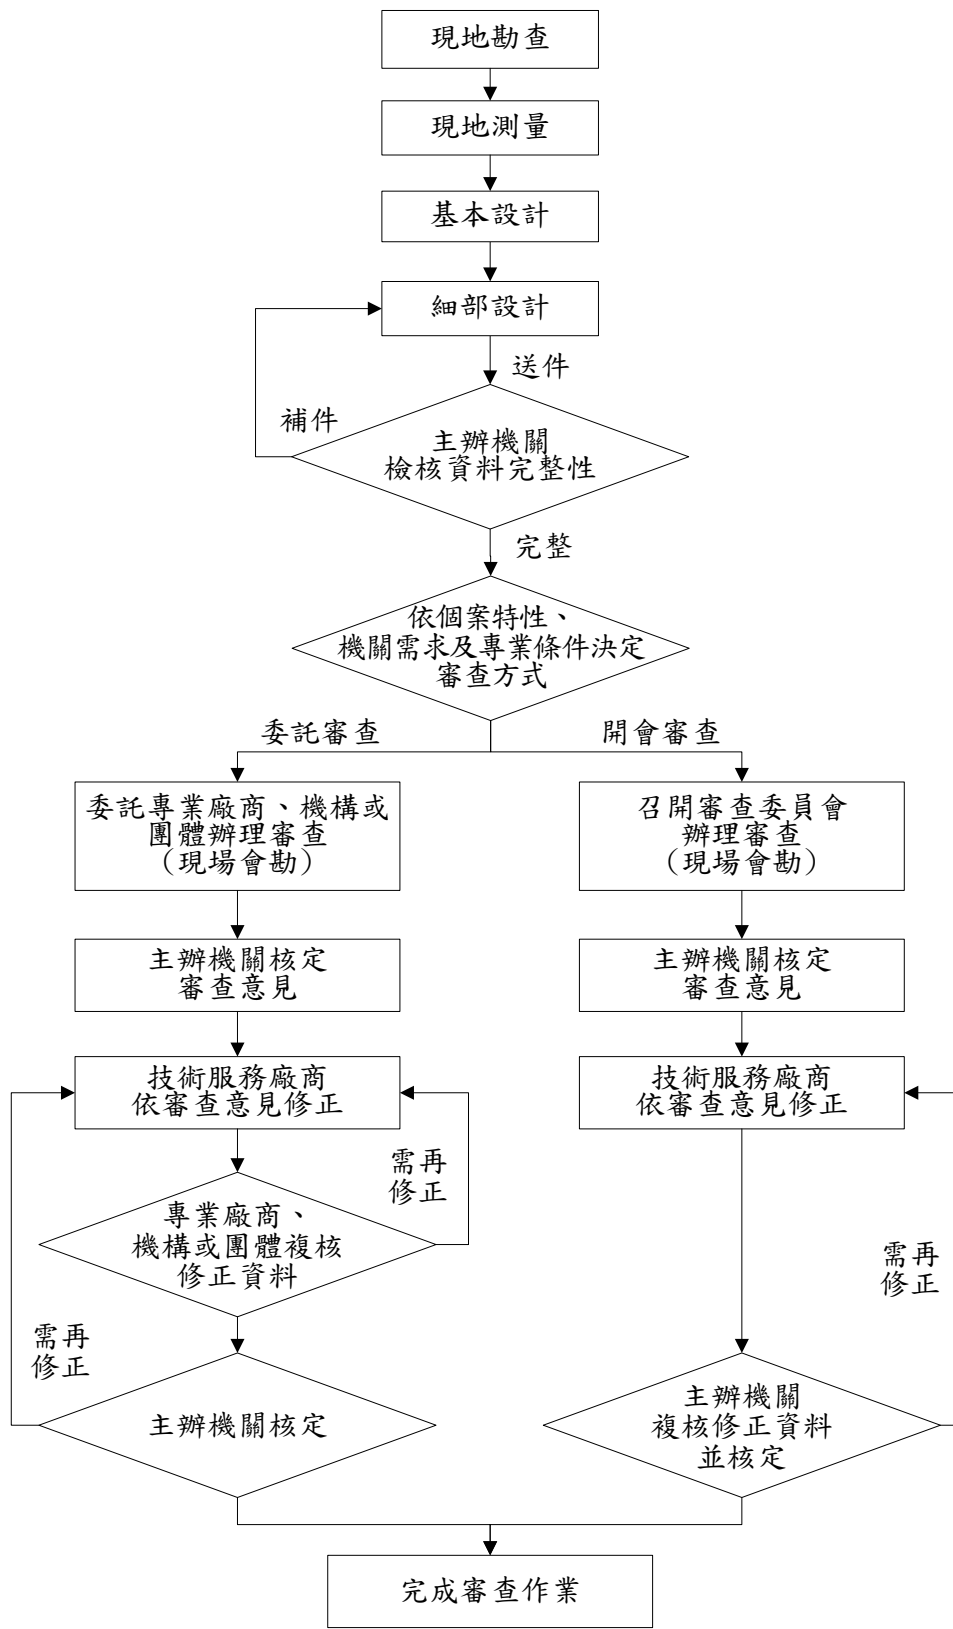 現地勘查
現地測量
基本設計
細部設計
送件
補件
主辦機關
檢核資料完整性
完整
依個案特性、
機關需求及專業條件決定
審查方式
委託審查
開會審查
委託專業廠商、機構或
團體辦理審查
（現場會勘）
召開審查委員會
辦理審查
（現場會勘）
主辦機關核定
審查意見
主辦機關核定
審查意見
技術服務廠商
依審查意見修正
技術服務廠商
依審查意見修正
需再
修正
專業廠商、
機構或團體複核
修正資料
需再
修正
需再
修正
主辦機關核定
主辦機關
複核修正資料
並核定
完成審查作業